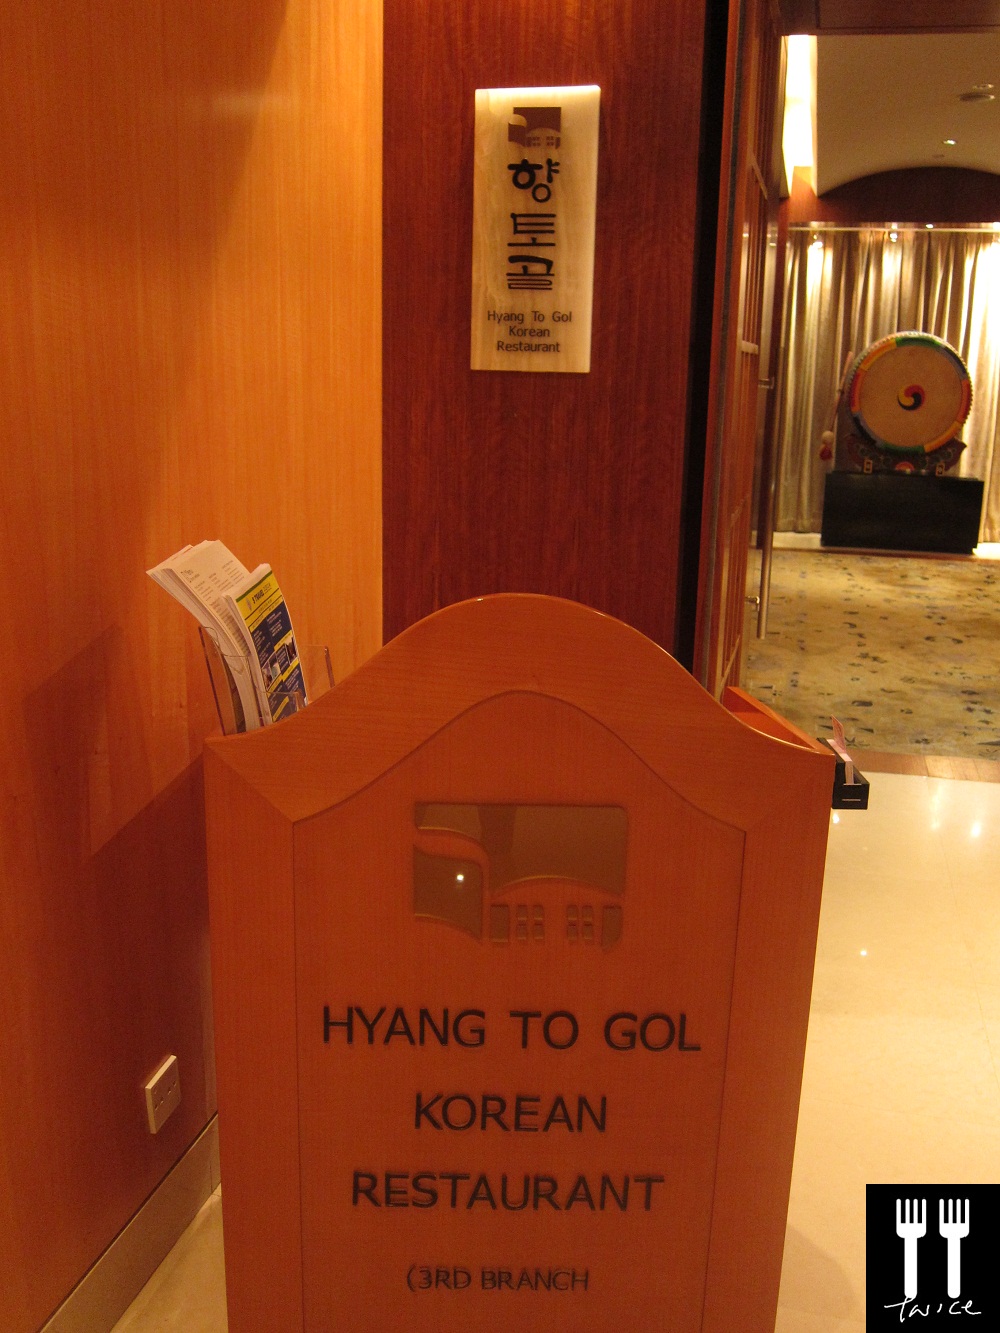 향
토
골
Hyang To Gol
Korean
Restaurant
HYANG TO GOL
KOREAN
RESTAURANT
(3RD BRANCH
twice